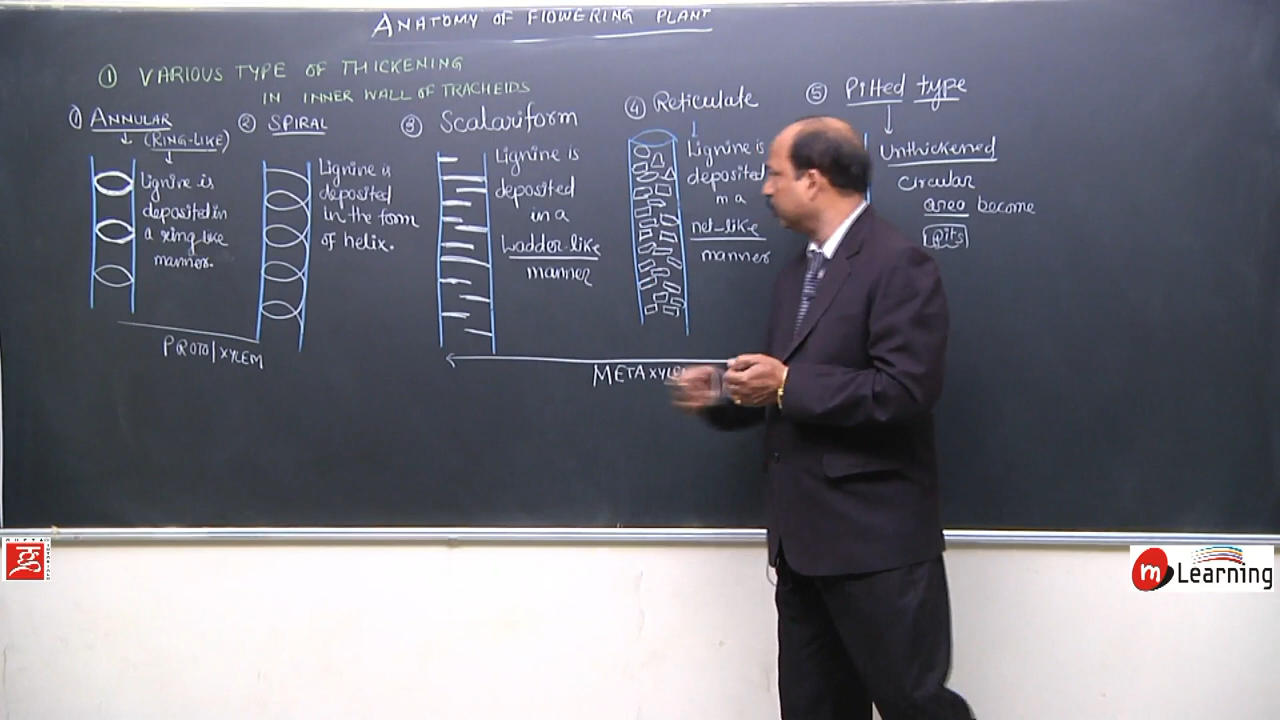 ANATOMY OF FlOWERING PLANT
① VARIOUS TYPE OF THICKENING
IN INNER WALL OF TRACHEIDS
① ANNULAR
(RING-LIKE)
Lignine is
deposited in
a ring like
manner.
② SPIRAL
Lignine is
deposited
in the form
of helix.
PROTO/XYLEM
③ Scalariform
Lignine is
deposited
in a
Ladder-like
manner
④ Reticulate
Lignine is
deposited
in a
net-like
manner
METAXYLE
⑤ Pitted type
Unthickened
circular
area become
pits
m Learning